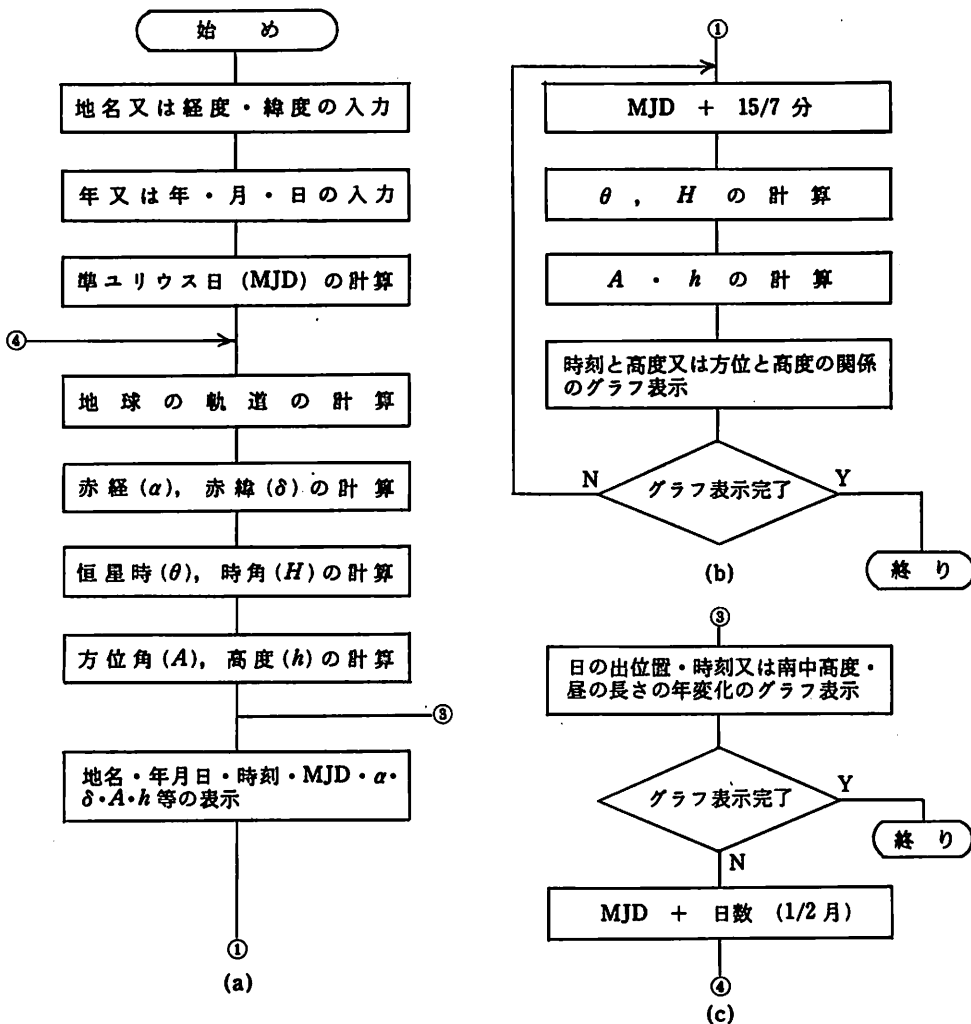 始め
地名又は経度・緯度の入力
年又は年・月・日の入力
準ユリウス日 (MJD) の計算
④
地球の軌道の計算
赤経(α), 赤緯(δ)の計算
恒星時(θ), 時角(H)の計算
方位角(A), 高度(h)の計算
③
地名・年月日・時刻・MJD・α・
δ・A・h等の表示
①
(a)
①
MJD + 15/7 分
θ , H の計算
A ・ h の計算
時刻と高度又は方位と高度の関係
のグラフ表示
N
グラフ表示完了
Y
終り
(b)
③
日の出位置・時刻又は南中高度・
昼の長さの年変化のグラフ表示
グラフ表示完了
Y
終り
N
MJD + 日数 (1/2月)
④
(c)